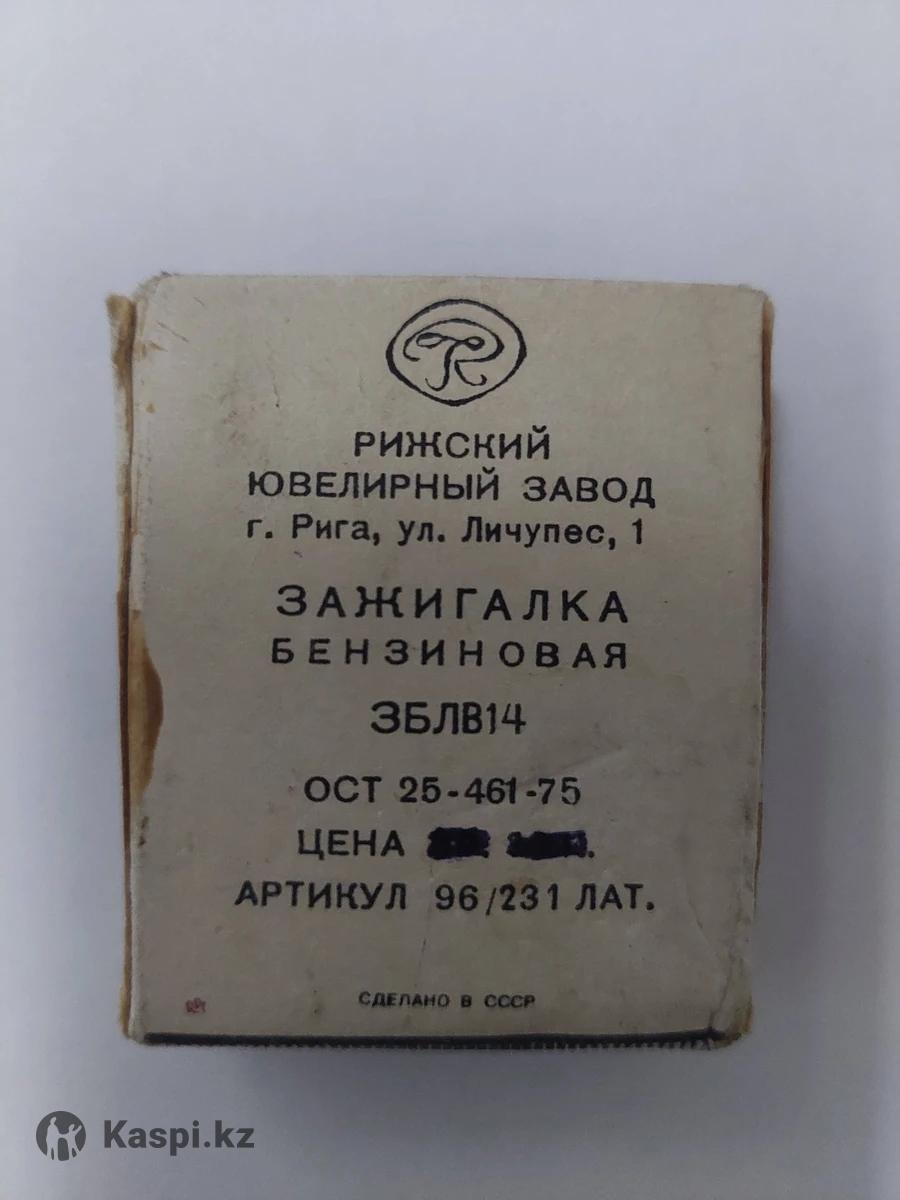 РИЖСКИЙ
ЮВЕЛИРНЫЙ ЗАВОД
г. Рига, ул. Личупес, 1
ЗАЖИГАЛКА
БЕНЗИНОВАЯ
ЗБЛВ14
ОСТ 25-461-75
ЦЕНА
АРТИКУЛ 96/231 ЛАТ.
СДЕЛАНО В СССР
Kaspi.kz